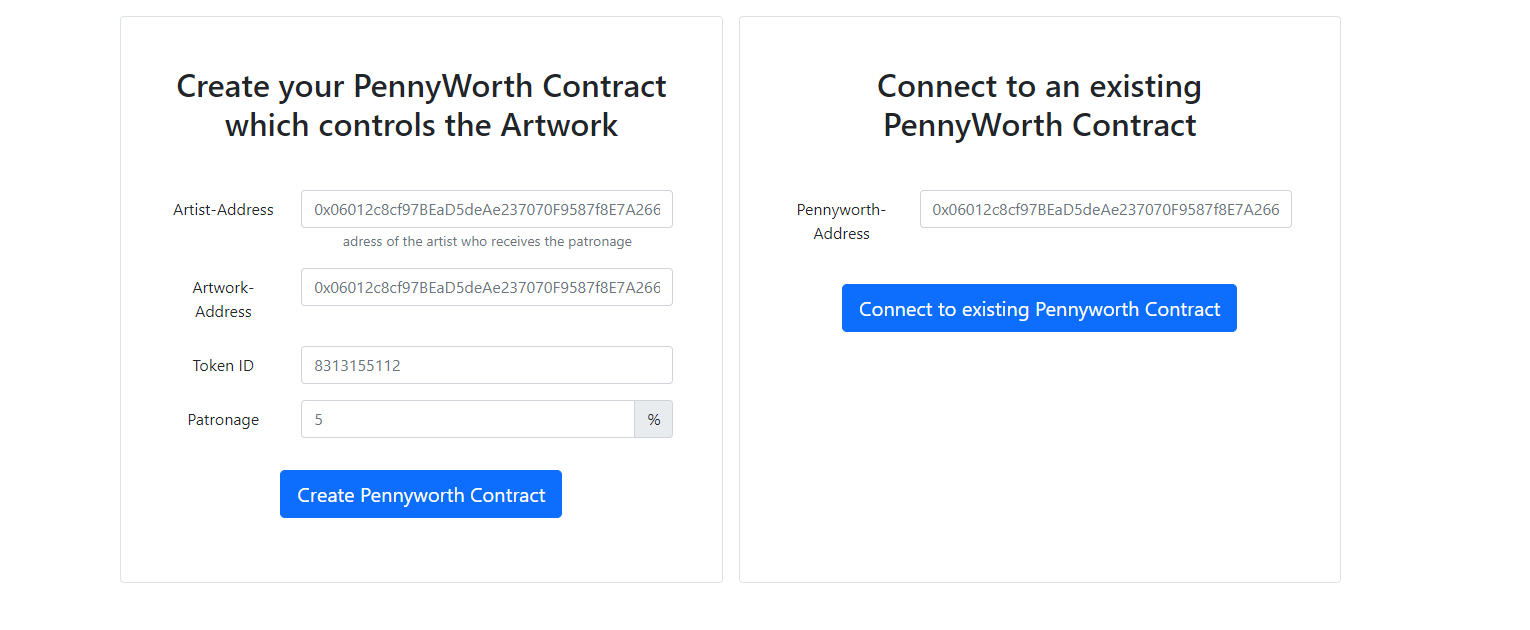 Create your PennyWorth Contract
which controls the Artwork
Artist-Address
0x06012c8cf97BEaD5deAe237070F9587f8E7A266
adress of the artist who receives the patronage
Artwork-
Address
0x06012c8cf97BEaD5deAe237070F9587f8E7A266
Token ID
8313155112
Patronage
5
%
Create Pennyworth Contract
Connect to an existing
PennyWorth Contract
Pennyworth-
Address
0x06012c8cf97BEaD5deAe237070F9587f8E7A266
Connect to existing Pennyworth Contract